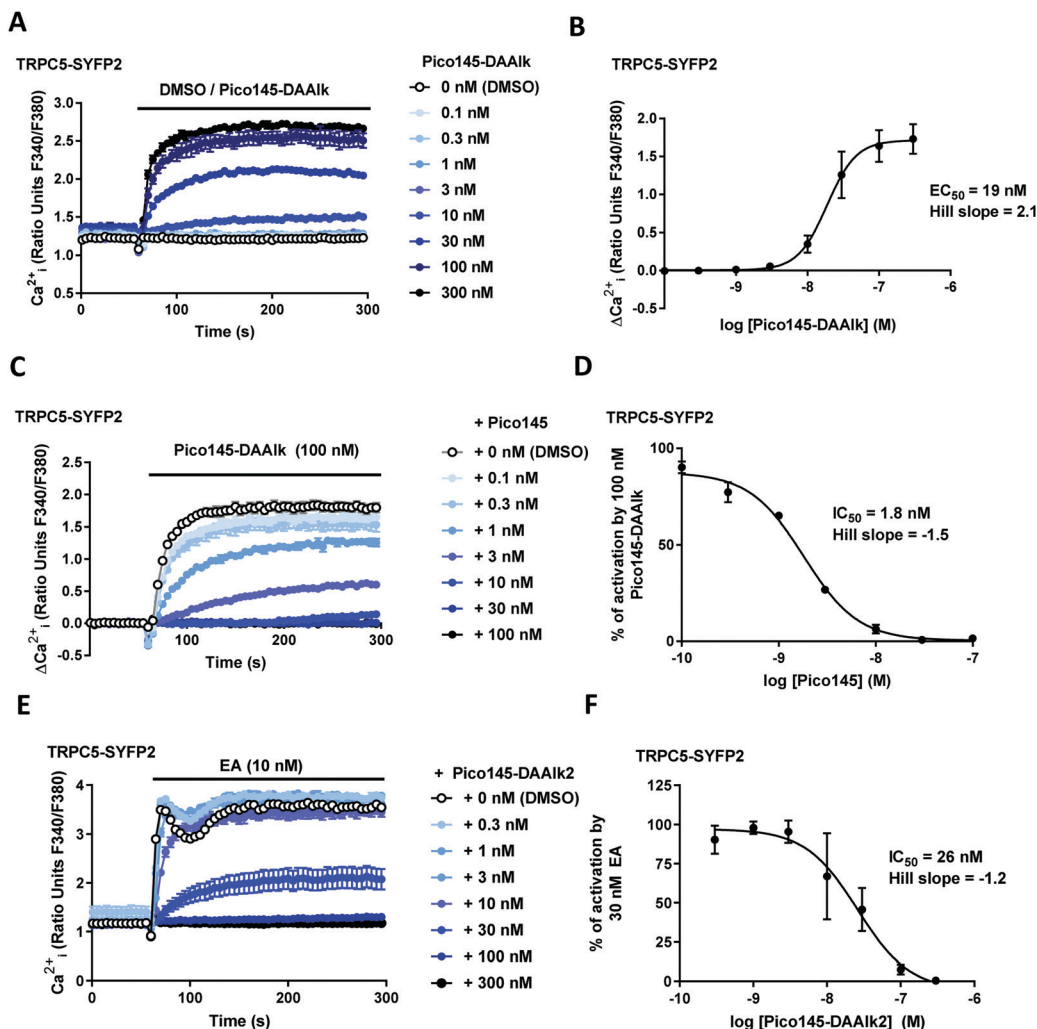 A
TRPC5-SYFP2
DMSO / Pico145-DAAlk
Ca²⁺ᵢ (Ratio Units F340/F380)
3.0
2.5
2.0
1.5
1.0
0.5
0
100
200
300
Time (s)
Pico145-DAAlk
0 nM (DMSO)
0.1 nM
0.3 nM
1 nM
3 nM
10 nM
30 nM
100 nM
300 nM
B
TRPC5-SYFP2
ΔCa²⁺ᵢ (Ratio Units F340/F380)
2.0
1.5
1.0
0.5
0.0
-0.5
-9
-8
-7
-6
log [Pico145-DAAlk] (M)
EC₅₀ = 19 nM
Hill slope = 2.1
C
TRPC5-SYFP2
Pico145-DAAlk (100 nM)
ΔCa²⁺ᵢ (Ratio Units F340/F380)
2.5
2.0
1.5
1.0
0.5
0.0
-0.5
100
200
300
Time (s)
+ Pico145
+ 0 nM (DMSO)
+ 0.1 nM
+ 0.3 nM
+ 1 nM
+ 3 nM
+ 10 nM
+ 30 nM
+ 100 nM
D
TRPC5-SYFP2
% of activation by 100 nM
Pico145-DAAlk
100
50
0
-10
-9
-8
-7
log [Pico145] (M)
IC₅₀ = 1.8 nM
Hill slope = -1.5
E
TRPC5-SYFP2
EA (10 nM)
Ca²⁺ᵢ (Ratio Units F340/F380)
4
3
2
1
0
0
100
200
300
Time (s)
+ Pico145-DAAlk2
+ 0 nM (DMSO)
+ 0.3 nM
+ 1 nM
+ 3 nM
+ 10 nM
+ 30 nM
+ 100 nM
+ 300 nM
F
TRPC5-SYFP2
% of activation by
30 nM EA
125
100
75
50
25
0
-10
-9
-8
-7
-6
log [Pico145-DAAlk2] (M)
IC₅₀ = 26 nM
Hill slope = -1.2